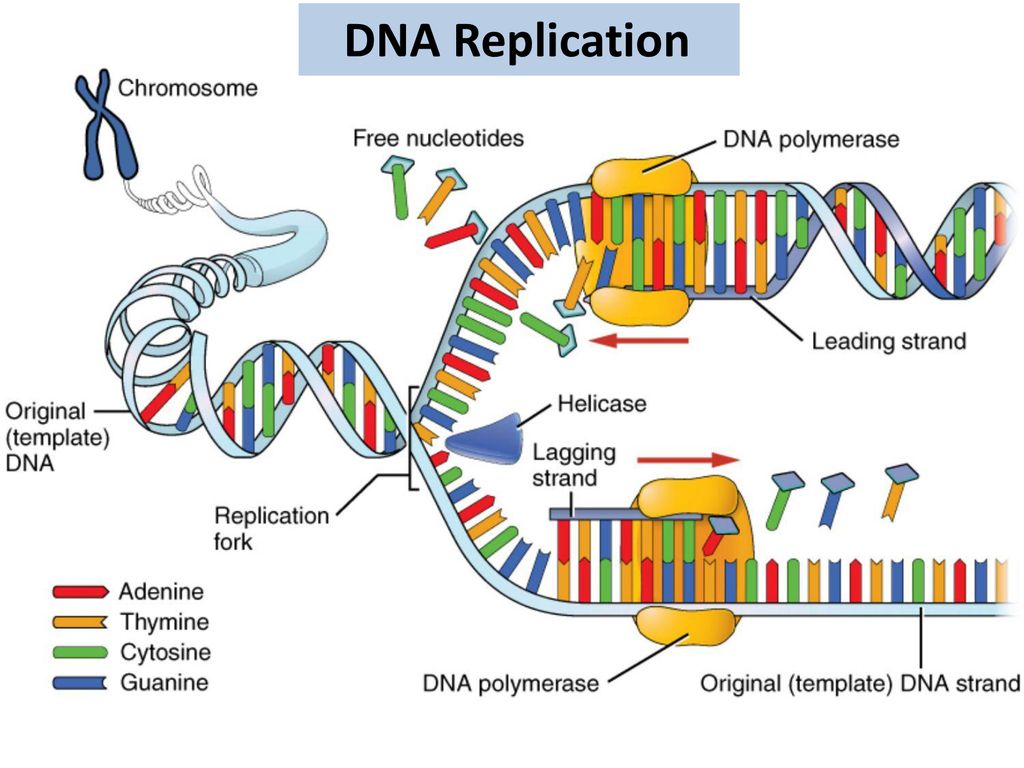 DNA Replication
Chromosome
Free nucleotides
DNA polymerase
Leading strand
Helicase
Original
(template)
DNA
Lagging
strand
Replication
fork
Adenine
Thymine
Cytosine
Guanine
DNA polymerase
Original (template) DNA strand